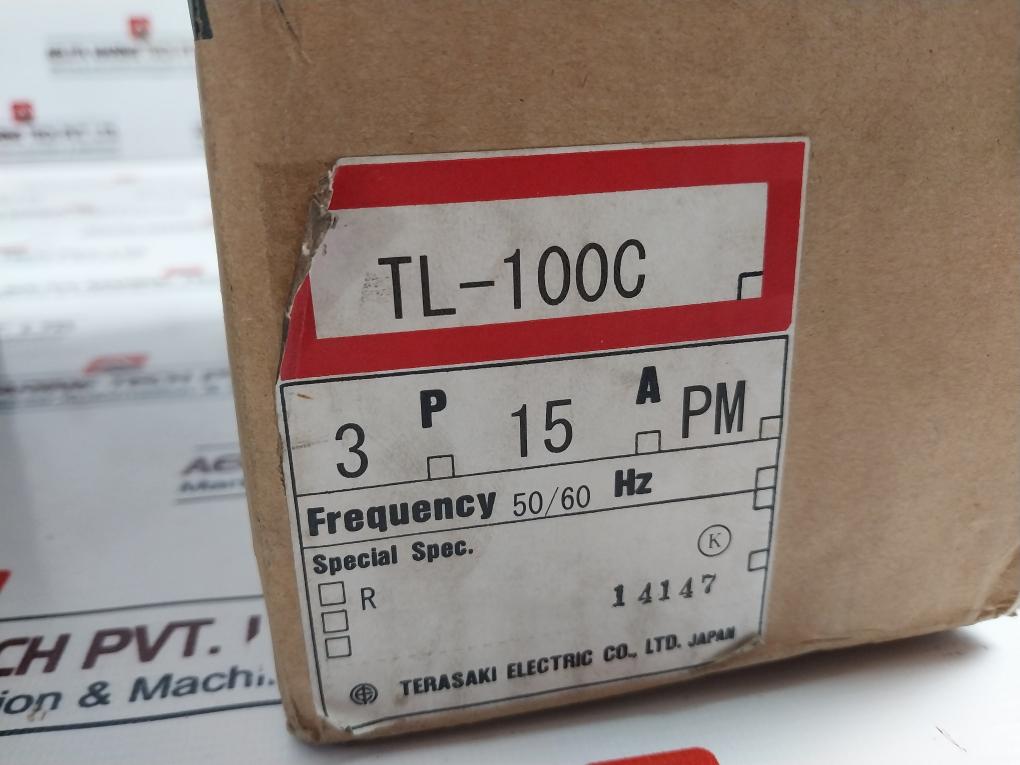 TL-100C
3 P 15 A PM
Frequency 50/60 Hz
Special Spec.
K
R
14147
TERASAKI ELECTRIC CO., LTD. JAPAN
CH PVT.
ion & Machi